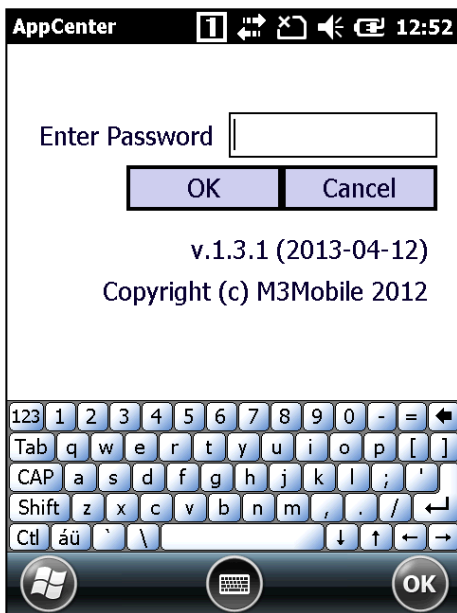 AppCenter 1 12:52
Enter Password
OK Cancel
v.1.3.1 (2013-04-12)
Copyright (c) M3Mobile 2012
123 1 2 3 4 5 6 7 8 9 0 - = 
Tab q w e r t y u i o p [ ]
CAP a s d f g h j k l ; '
Shift z x c v b n m , . /
Ctl áü ` \ ↓ ↑ ← →
OK